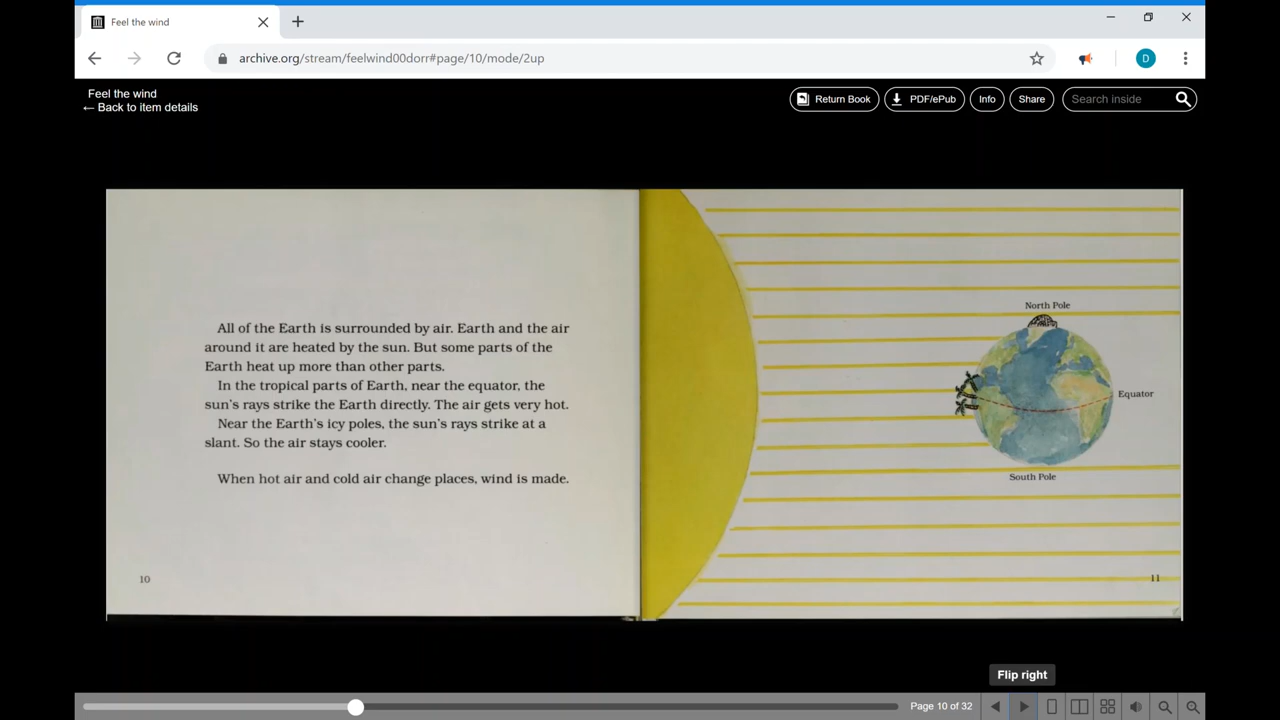 Feel the wind
archive.org/stream/feelwind00dorr#page/10/mode/2up
D
Feel the wind
← Back to item details
Return Book
PDF/ePub
Info
Share
Search inside
All of the Earth is surrounded by air. Earth and the air
around it are heated by the sun. But some parts of the
Earth heat up more than other parts.
In the tropical parts of Earth, near the equator, the
sun's rays strike the Earth directly. The air gets very hot.
Near the Earth's icy poles, the sun's rays strike at a
slant. So the air stays cooler.
When hot air and cold air change places, wind is made.
10
North Pole
Equator
South Pole
11
Flip right
Page 10 of 32